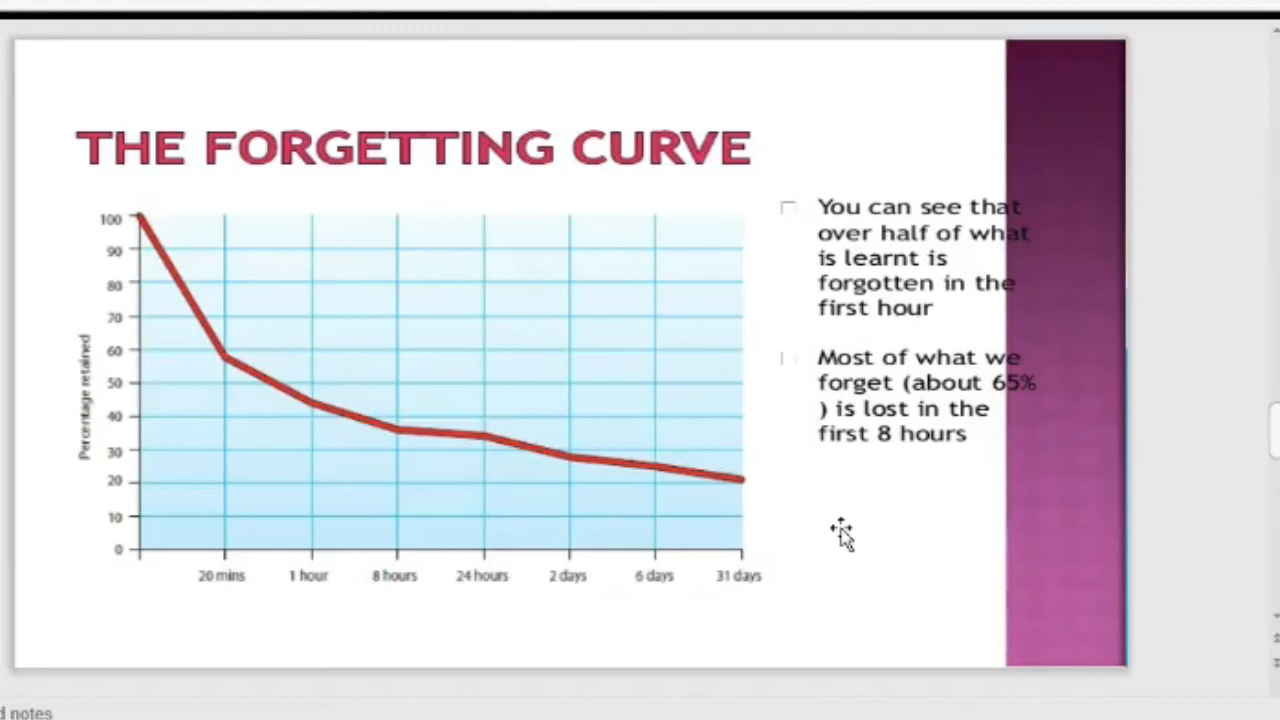 THE FORGETTING CURVE
100
90
80
70
60
50
40
30
20
10
0
Percentage retained
20 mins
1 hour
8 hours
24 hours
2 days
6 days
31 days
You can see that
over half of what
is learnt is
forgotten in the
first hour
Most of what we
forget (about 65%
) is lost in the
first 8 hours
d notes